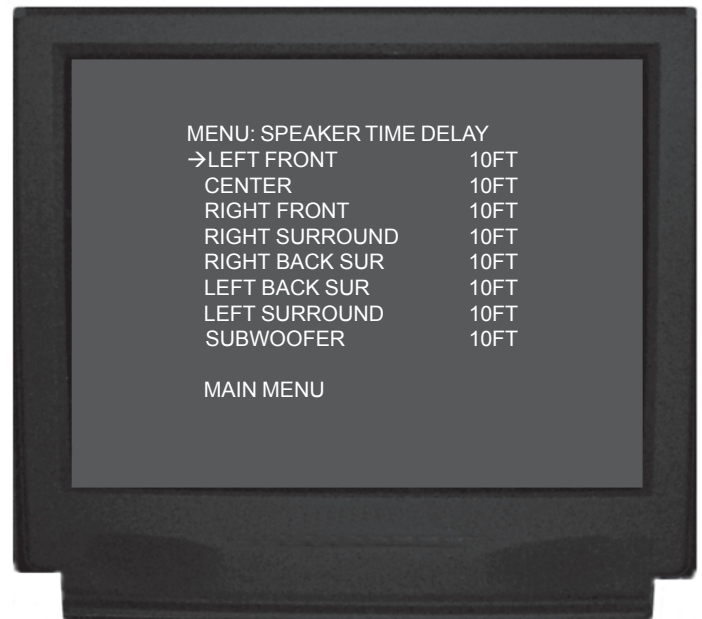 MENU: SPEAKER TIME DELAY
→LEFT FRONT 10FT
CENTER 10FT
RIGHT FRONT 10FT
RIGHT SURROUND 10FT
RIGHT BACK SUR 10FT
LEFT BACK SUR 10FT
LEFT SURROUND 10FT
SUBWOOFER 10FT
MAIN MENU